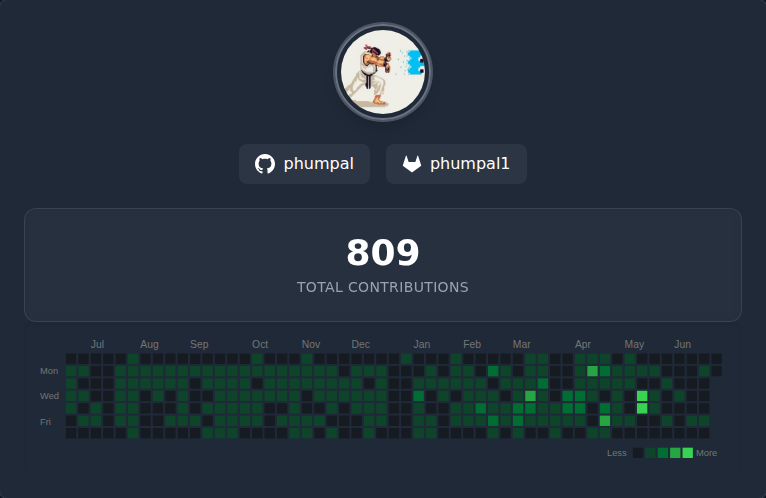 phumpal phumpal1
809
TOTAL CONTRIBUTIONS
Jul Aug Sep Oct Nov Dec Jan Feb Mar Apr May Jun
Mon
Wed
Fri
Less More